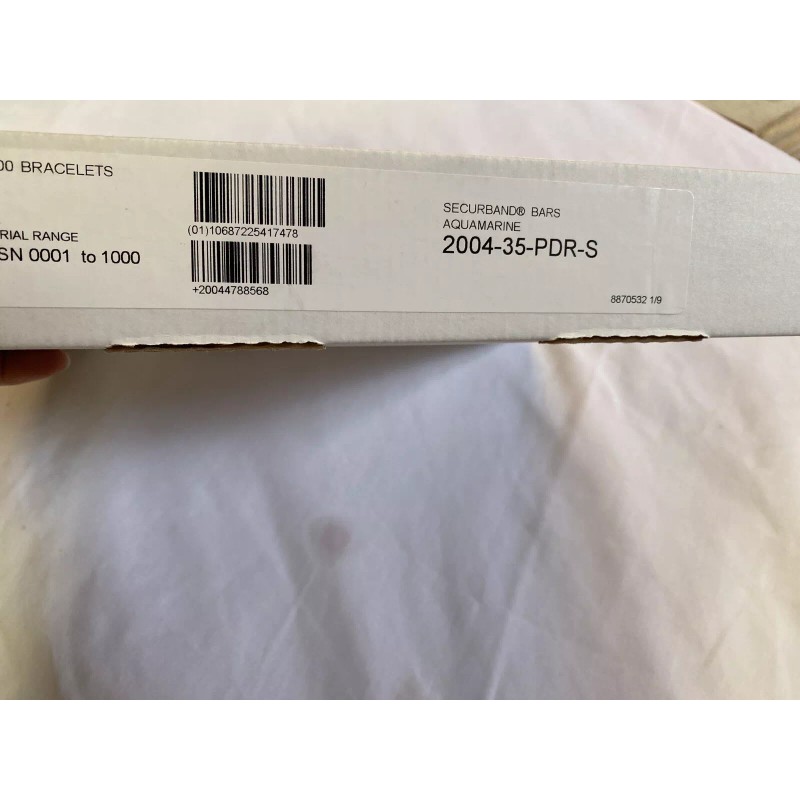 00 BRACELETS
RIAL RANGE
SN 0001 to 1000
(01)10687225417478
+20044788568
SECURBAND® BARS
AQUAMARINE
2004-35-PDR-S
8870532 1/9